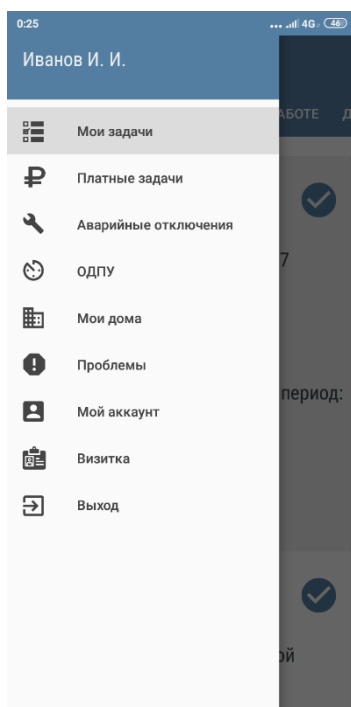 0:25 4G 46
Иванов И. И.
АБОТЕ Д
Мои задачи
Платные задачи
Аварийные отключения
7
ОДПУ
Мои дома
Проблемы
период:
Мой аккаунт
Визитка
Выход
ой